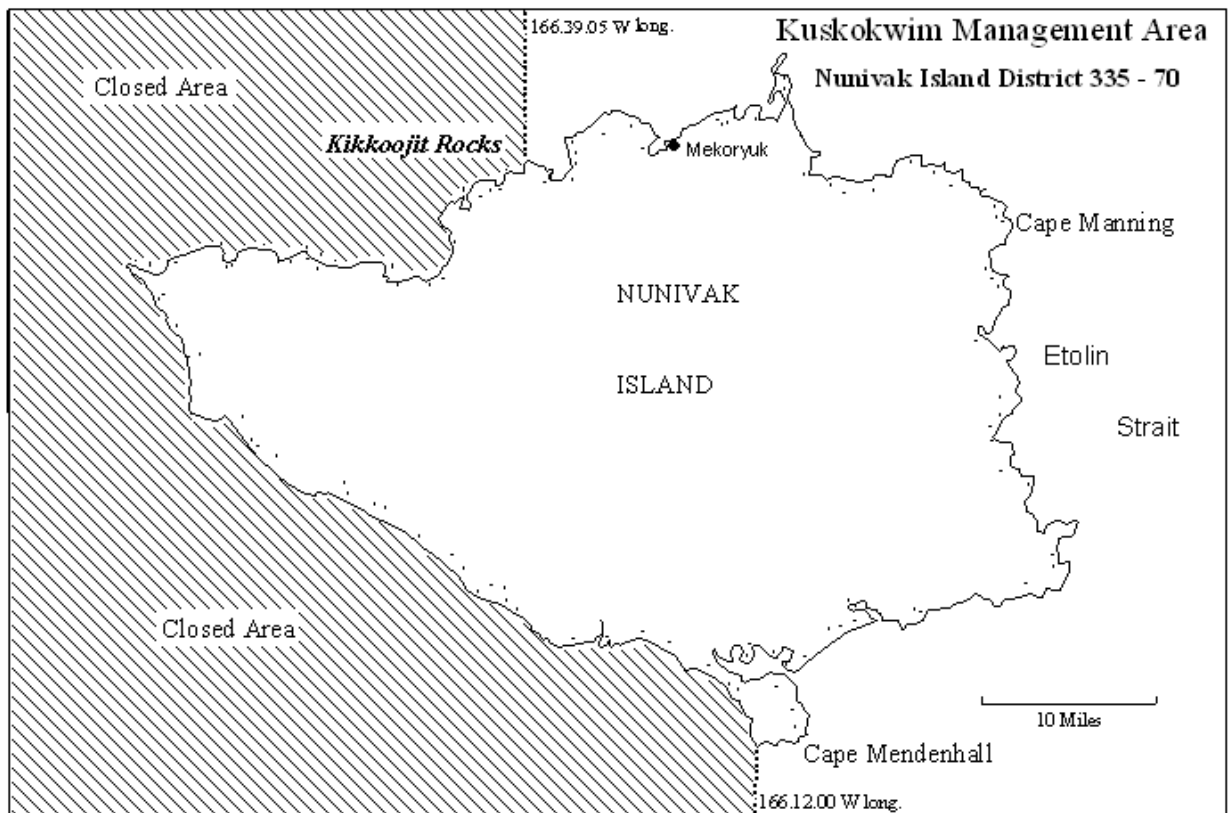 166.39.05 W long.
Kuskokwim Management Area
Nunivak Island District 335 - 70
Closed Area
Kikkoojit Rocks
Mekoryuk
Cape Manning
NUNIVAK
Etolin
ISLAND
Strait
Closed Area
10 Miles
Cape Mendenhall
166.12.00 W long.